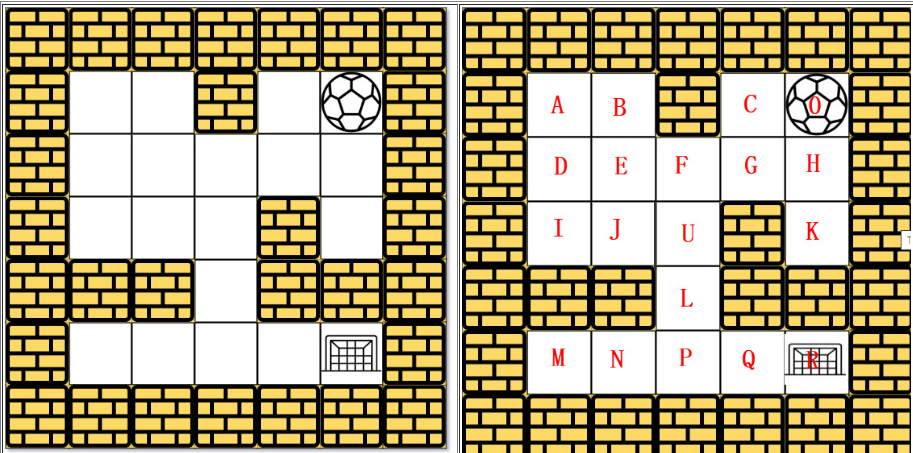 A B C O
D E F G H
I J U K
L
M N P Q R